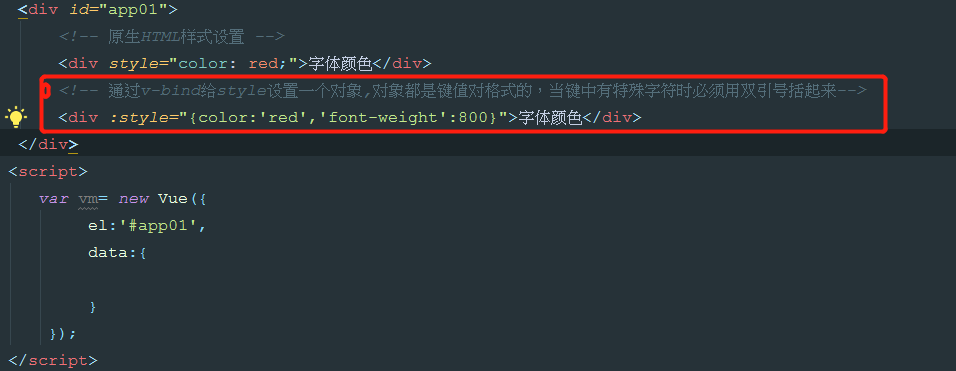 <div id="app01">
<!-- 原生HTML样式设置 -->
<div style="color: red;">字体颜色</div>
<!-- 通过v-bind给style设置一个对象,对象都是键值对格式的，当键中有特殊字符时必须用双引号括起来-->
<div :style="{color:'red','font-weight':800}">字体颜色</div>
</div>
<script>
var vm= new Vue({
el:'#app01',
data:{
}
});
</script>